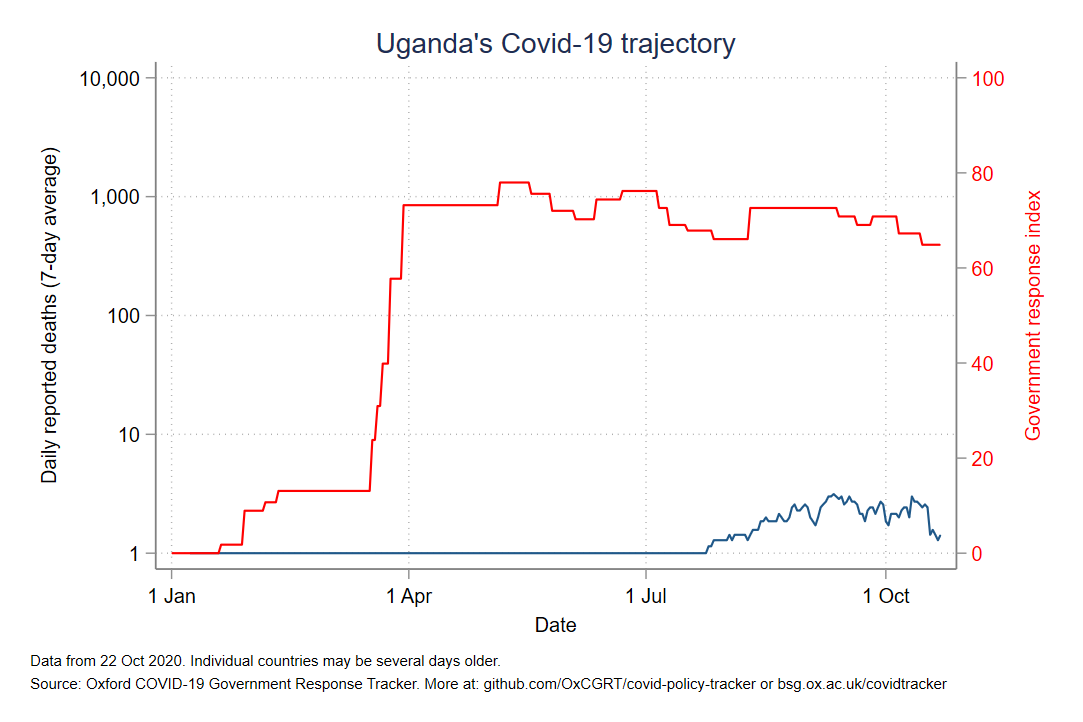 Uganda's Covid-19 trajectory
Daily reported deaths (7-day average)
10,000
1,000
100
10
1
100
80
60
40
20
0
Government response index
1 Jan 1 Apr 1 Jul 1 Oct
Date
Data from 22 Oct 2020. Individual countries may be several days older.
Source: Oxford COVID-19 Government Response Tracker. More at: github.com/OxCGRT/covid-policy-tracker or bsg.ox.ac.uk/covidtracker